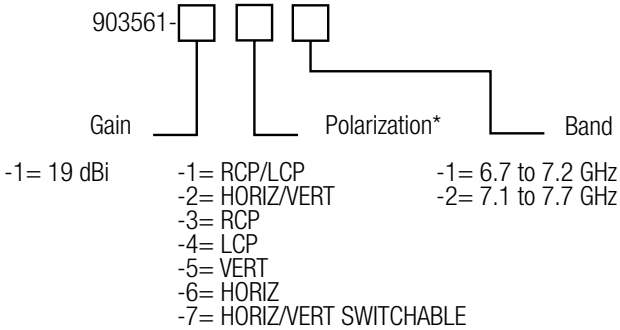 903561-
Gain
Polarization*
Band
-1= 19 dBi
-1= RCP/LCP
-2= HORIZ/VERT
-3= RCP
-4= LCP
-5= VERT
-6= HORIZ
-7= HORIZ/VERT SWITCHABLE
-1= 6.7 to 7.2 GHz
-2= 7.1 to 7.7 GHz